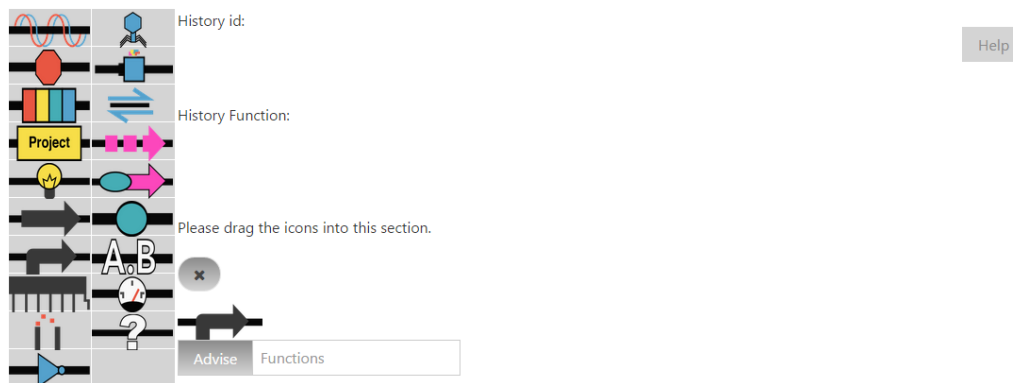 History id:
Help
History Function:
Project
Please drag the icons into this section.
A.B
?
Advise
Functions